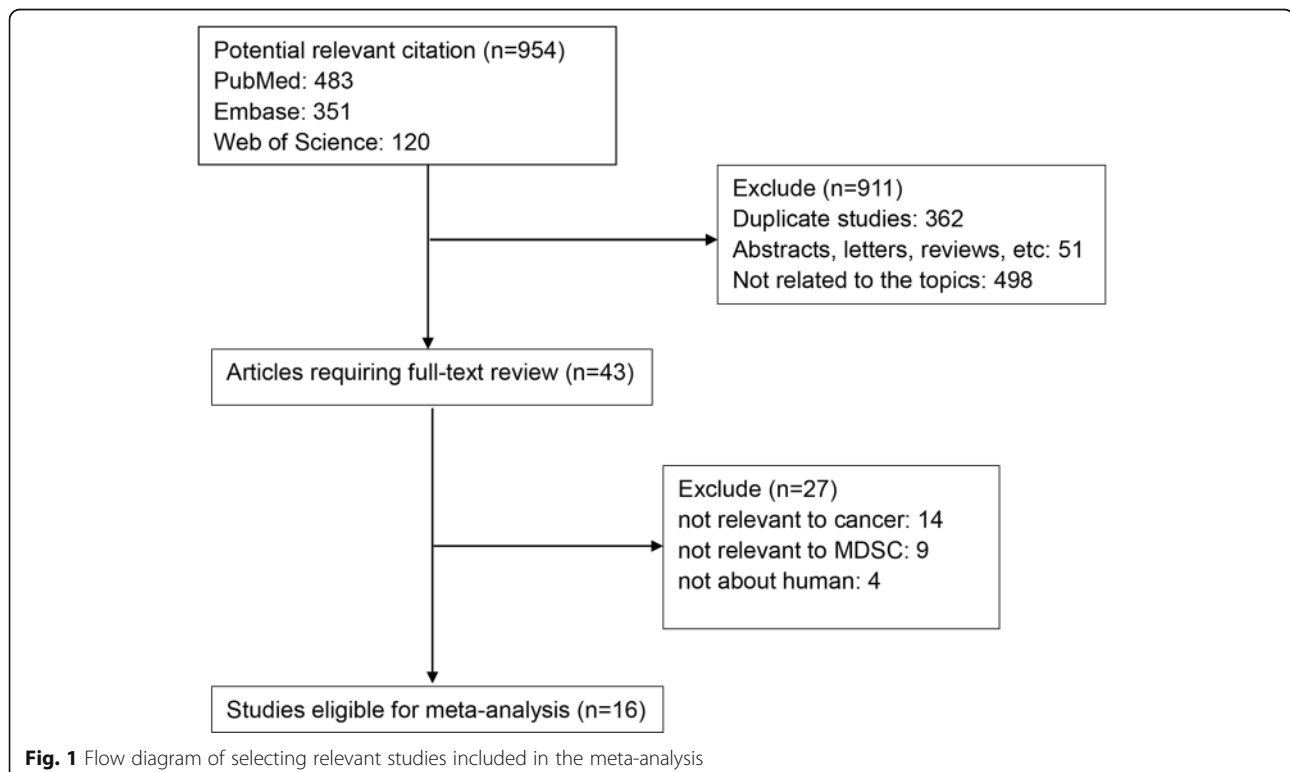 Potential relevant citation (n=954)
PubMed: 483
Embase: 351
Web of Science: 120
Exclude (n=911)
Duplicate studies: 362
Abstracts, letters, reviews, etc: 51
Not related to the topics: 498
Articles requiring full-text review (n=43)
Exclude (n=27)
not relevant to cancer: 14
not relevant to MDSC: 9
not about human: 4
Studies eligible for meta-analysis (n=16)
Fig. 1 Flow diagram of selecting relevant studies included in the meta-analysis